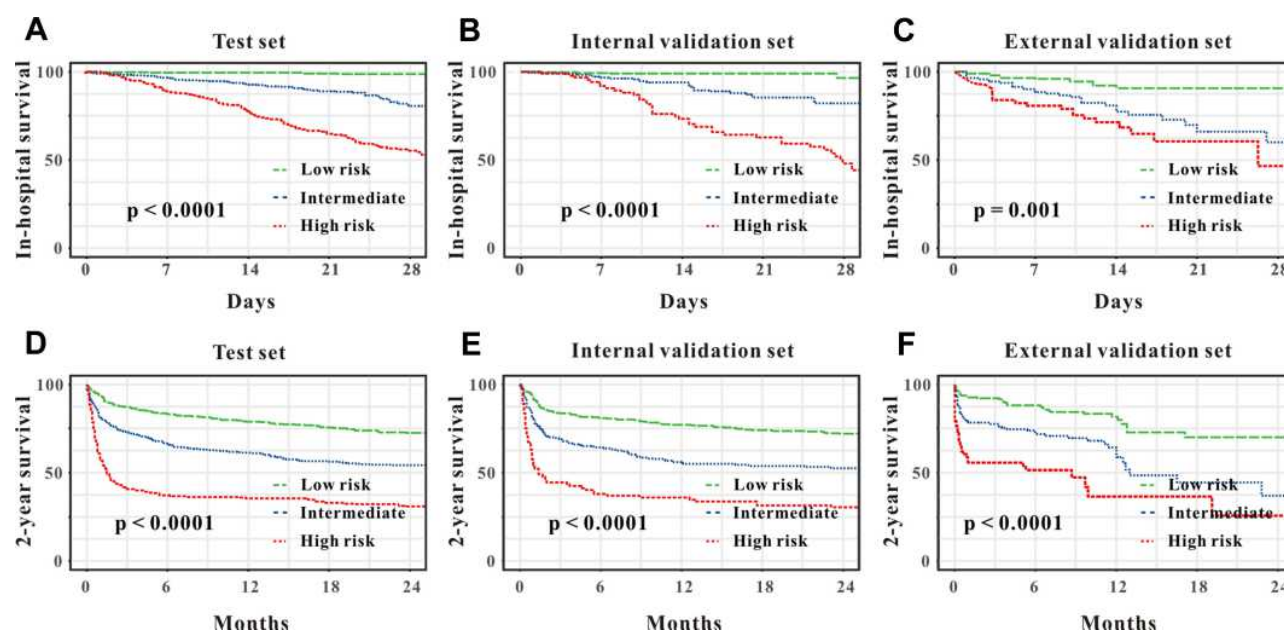 A
Test set
In-hospital survival
100
50
0
Low risk
Intermediate
High risk
p < 0.0001
0 7 14 21 28
Days
B
Internal validation set
In-hospital survival
100
50
0
Low risk
Intermediate
High risk
p < 0.0001
0 7 14 21 28
Days
C
External validation set
In-hospital survival
100
50
0
Low risk
Intermediate
High risk
p = 0.001
0 7 14 21 28
Days
D
Test set
2-year survival
100
50
0
Low risk
Intermediate
High risk
p < 0.0001
0 6 12 18 24
Months
E
Internal validation set
2-year survival
100
50
0
Low risk
Intermediate
High risk
p < 0.0001
0 6 12 18 24
Months
F
External validation set
2-year survival
100
50
0
Low risk
Intermediate
High risk
p < 0.0001
0 6 12 18 24
Months